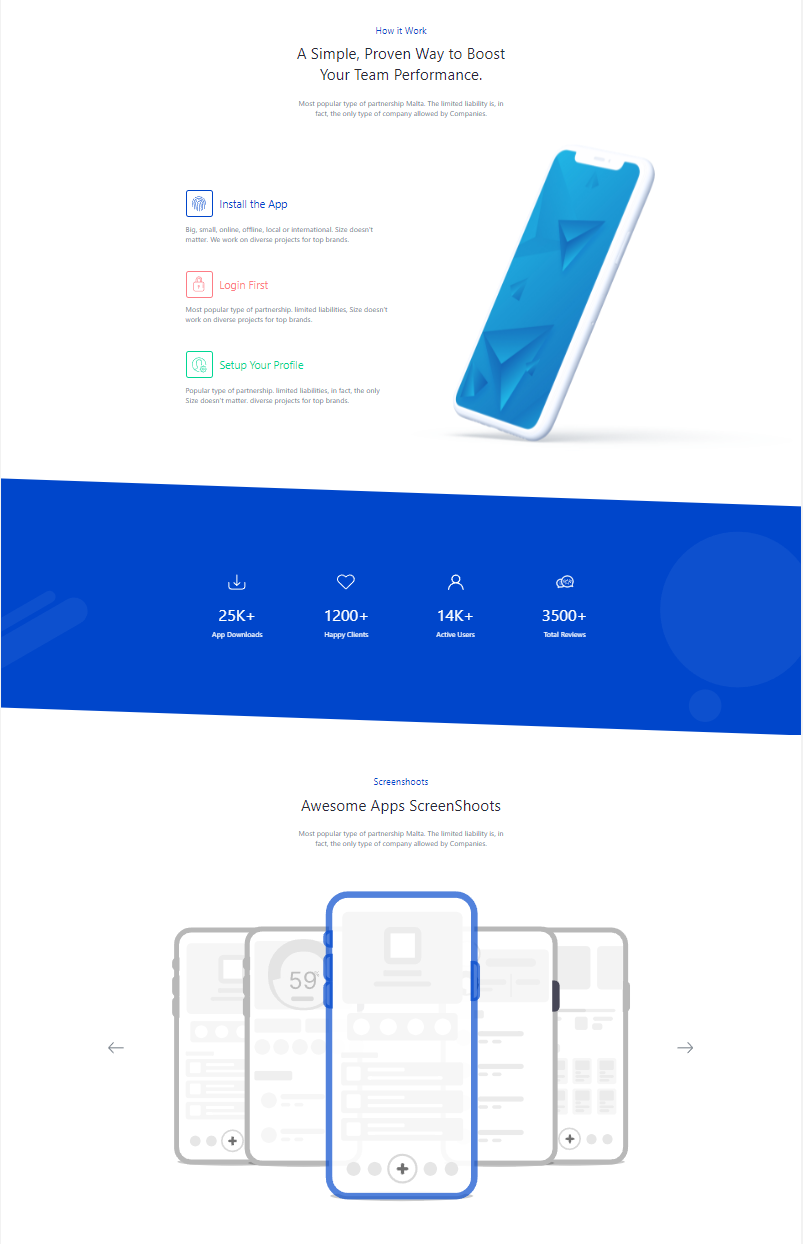 How it Work
A Simple, Proven Way to Boost
Your Team Performance.
Most popular type of partnership Malta. The limited liability is, in
fact, the only type of company allowed by Companies.
Install the App
Big, small, online, offline, local or international. Size doesn't
matter. We work on diverse projects for top brands.
Login First
Most popular type of partnership. limited liabilities, Size doesn't
work on diverse projects for top brands.
Setup Your Profile
Popular type of partnership. limited liabilities, in fact, the only
Size doesn't matter. diverse projects for top brands.
25K+ 1200+ 14K+ 3500+
App Downloads Happy Clients Active Users Total Reviews
Screenshoots
Awesome Apps ScreenShoots
Most popular type of partnership Malta. The limited liability is, in
fact, the only type of company allowed by Companies.
59